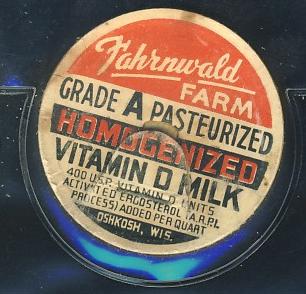 Fahrnwald
FARM
GRADE A PASTEURIZED
HOMOGENIZED
VITAMIN D MILK
400 U.S.P. VITAMIN D UNITS
ACTIVATED ERGOSTEROL (A.R.P.I.
PROCESS) ADDED PER QUART
OSHKOSH, WIS.